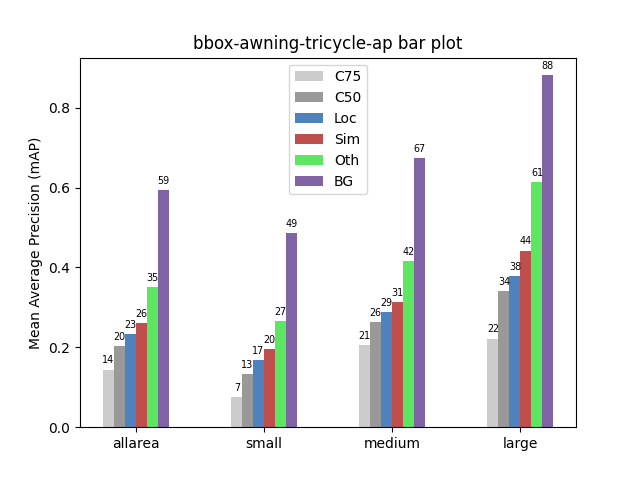 bbox-awning-tricycle-ap bar plot
Mean Average Precision (mAP)
0.8
0.6
0.4
0.2
0.0
C75
C50
Loc
Sim
Oth
BG
14
20
23
26
35
59
7
13
17
20
27
49
21
26
29
31
42
67
22
34
38
44
61
88
allarea
small
medium
large